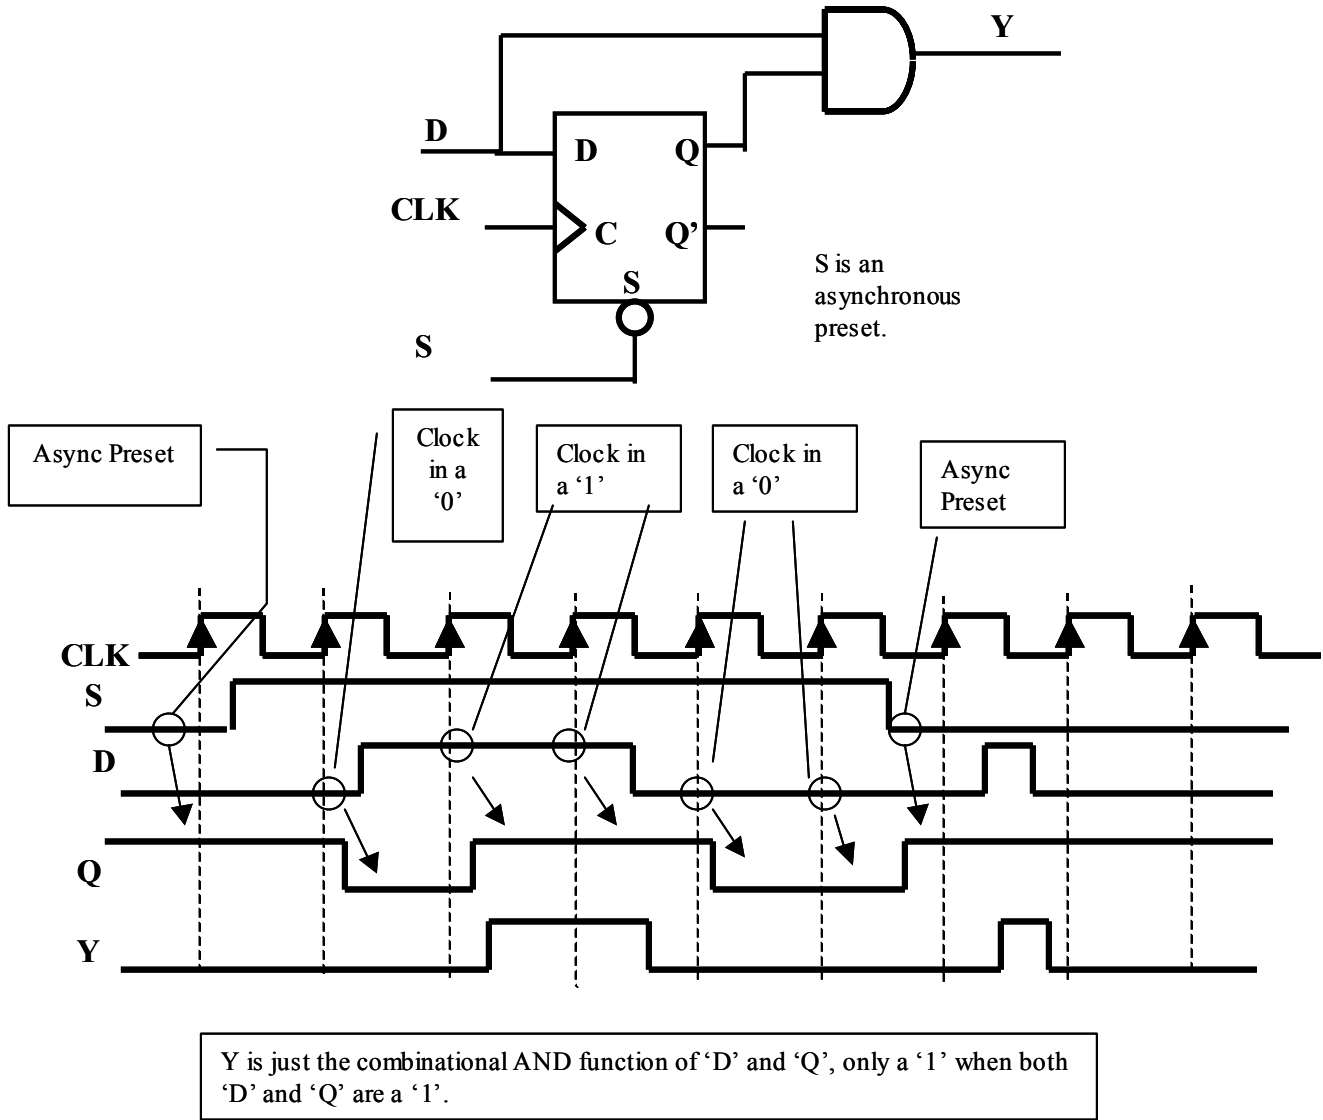 Y
D
D
Q
CLK
C
Q’
S
S is an
asynchronous
preset.
S
Async Preset
Clock
in a
‘0’
Clock in
a ‘1’
Clock in
a ‘0’
Async
Preset
CLK
S
D
Q
Y
Y is just the combinational AND function of ‘D’ and ‘Q’, only a ‘1’ when both
‘D’ and ‘Q’ are a ‘1’.